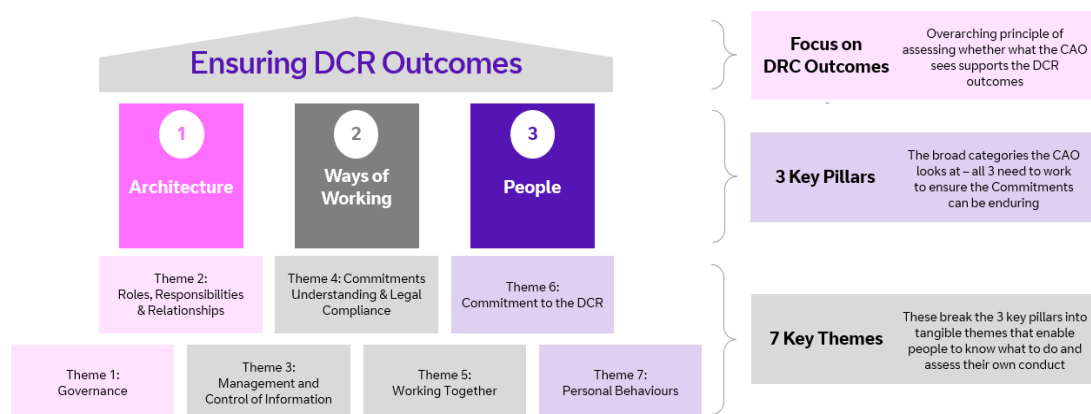 Ensuring DCR Outcomes
1
Architecture
2
Ways of
Working
3
People
Theme 2:
Roles, Responsibilities
& Relationships
Theme 4: Commitments
Understanding & Legal
Compliance
Theme 6:
Commitment to the DCR
Theme 1:
Governance
Theme 3:
Management and
Control of Information
Theme 5:
Working Together
Theme 7:
Personal Behaviours
Focus on
DRC Outcomes
Overarching principle of
assessing whether what the CAO
sees supports the DCR
outcomes
3 Key Pillars
The broad categories the CAO
looks at – all 3 need to work
to ensure the Commitments
can be enduring
7 Key Themes
These break the 3 key pillars into
tangible themes that enable
people to know what to do and
assess their own conduct